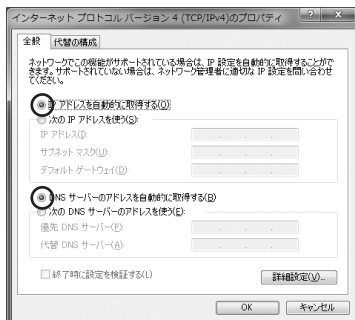 インターネット プロトコル バージョン 4 (TCP/IPv4)のプロパティ
全般 代替の構成
ネットワークでこの機能がサポートされている場合は、IP 設定を自動的に取得することがで
きます。サポートされていない場合は、ネットワーク管理者に適切な IP 設定を問い合わせ
てください。
IP アドレスを自動的に取得する(O)
次の IP アドレスを使う(S):
IP アドレス(I):
サブネット マスク(U):
デフォルト ゲートウェイ(D):
DNS サーバーのアドレスを自動的に取得する(B)
次の DNS サーバーのアドレスを使う(E):
優先 DNS サーバー(P):
代替 DNS サーバー(A):
終了時に設定を検証する(L)
詳細設定(V)...
OK キャンセル